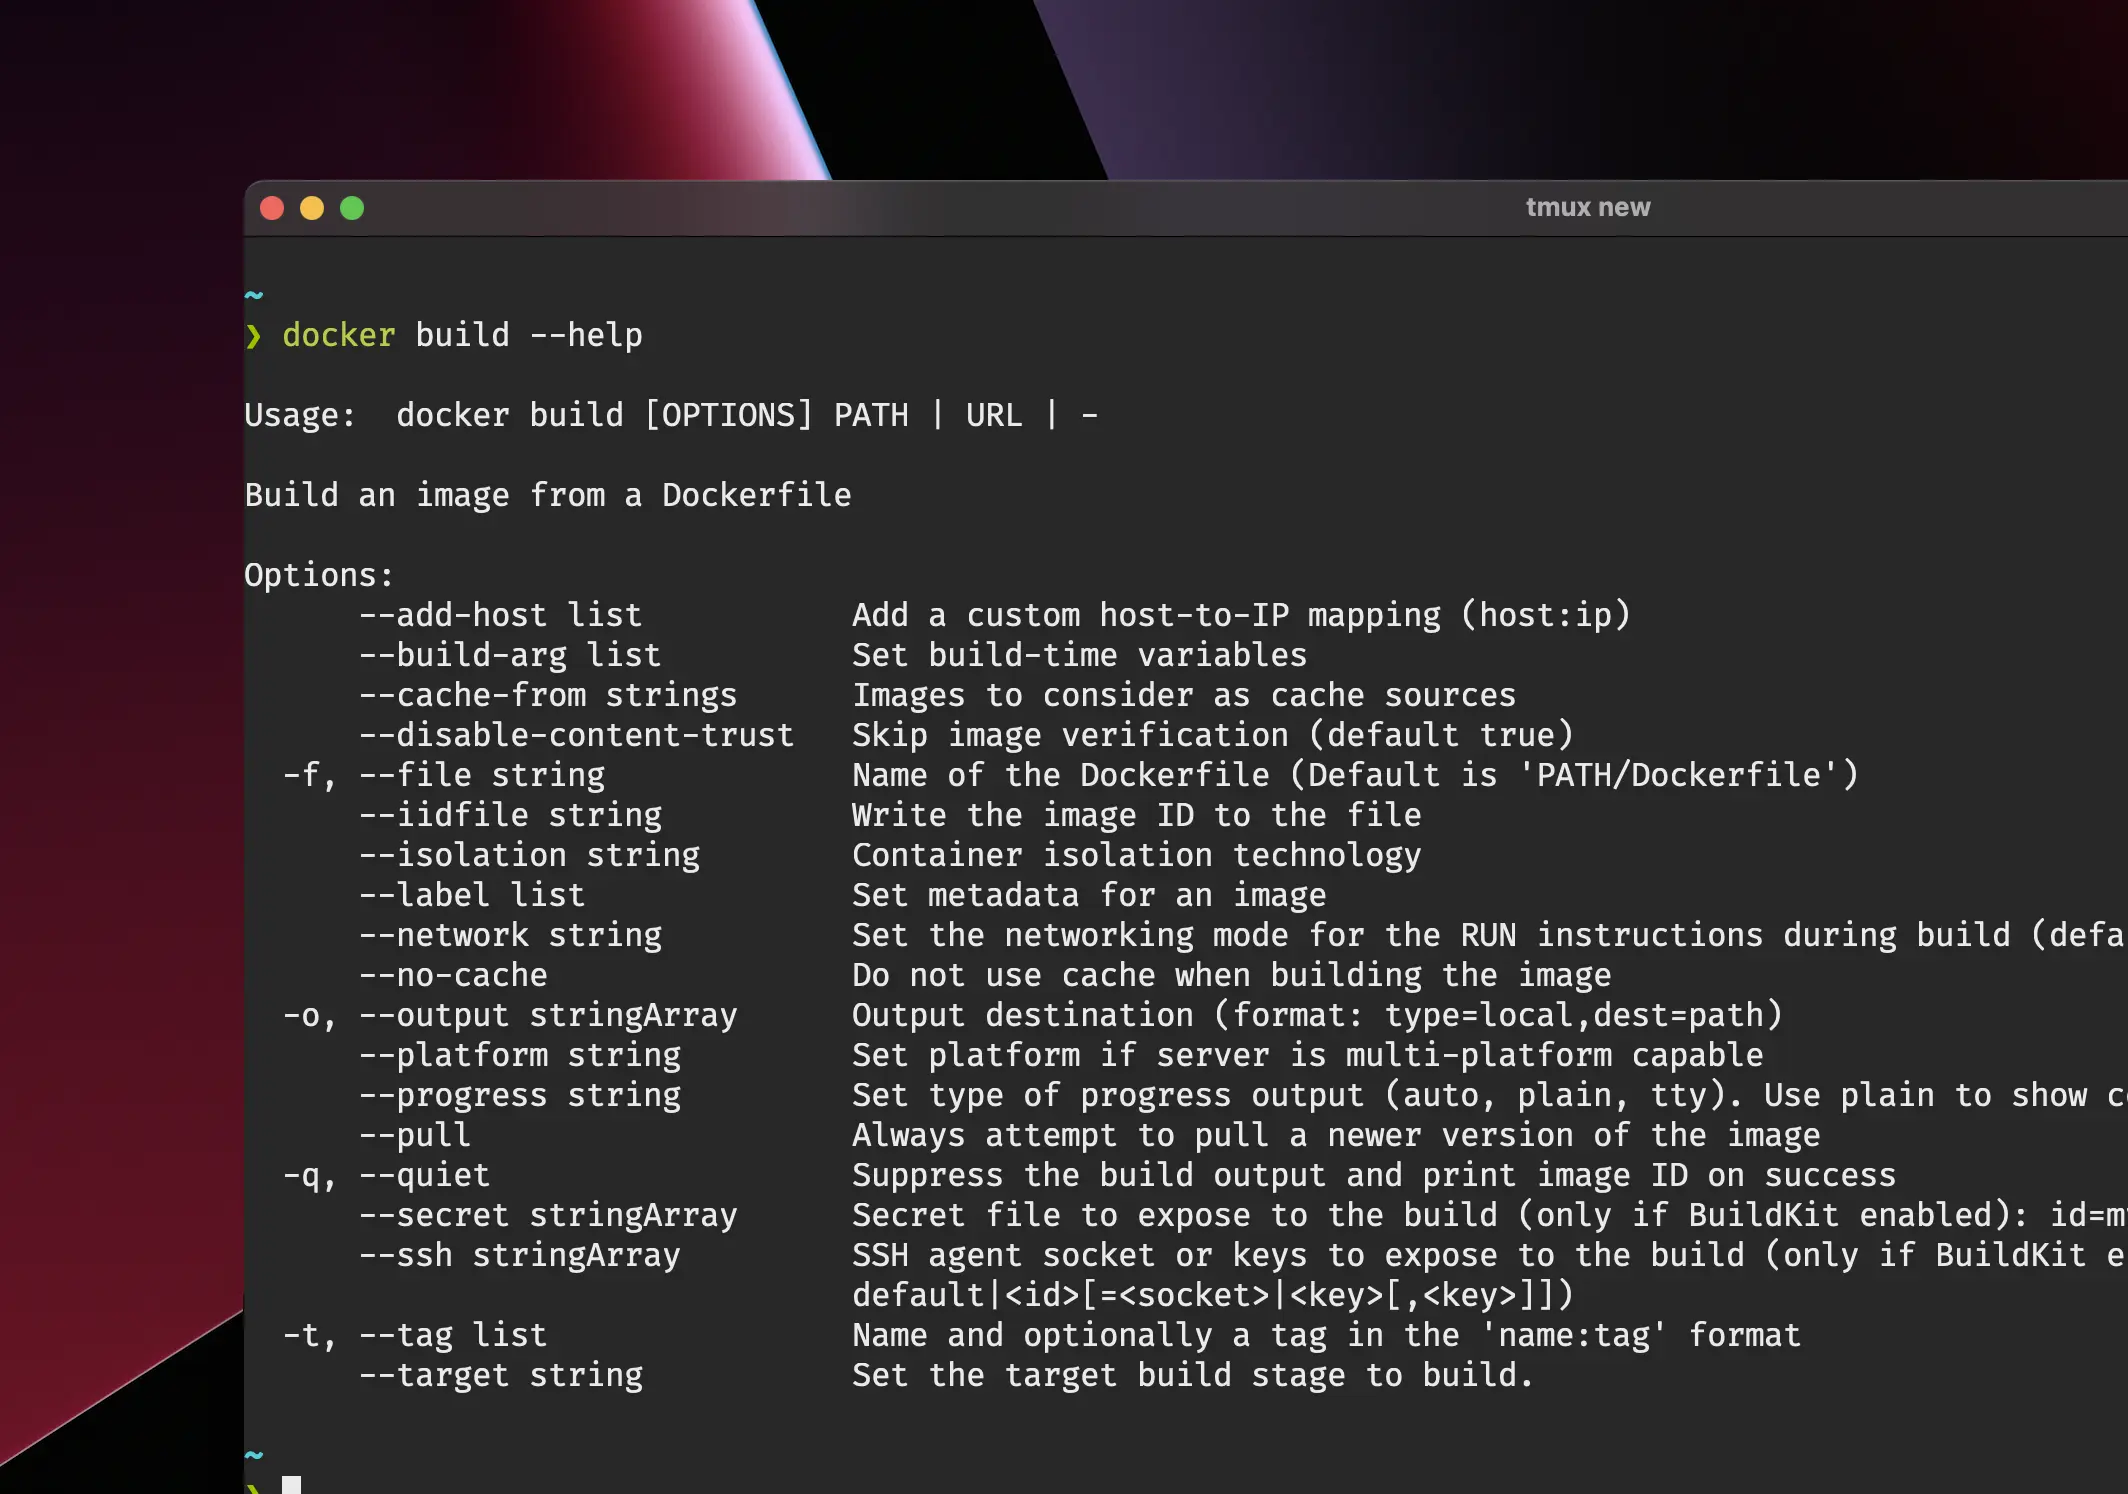 tmux new
~
❯ docker build --help
Usage:  docker build [OPTIONS] PATH | URL | -
Build an image from a Dockerfile
Options:
      --add-host list           Add a custom host-to-IP mapping (host:ip)
      --build-arg list          Set build-time variables
      --cache-from strings      Images to consider as cache sources
      --disable-content-trust   Skip image verification (default true)
  -f, --file string             Name of the Dockerfile (Default is 'PATH/Dockerfile')
      --iidfile string          Write the image ID to the file
      --isolation string        Container isolation technology
      --label list              Set metadata for an image
      --network string          Set the networking mode for the RUN instructions during build (defa
      --no-cache                Do not use cache when building the image
  -o, --output stringArray      Output destination (format: type=local,dest=path)
      --platform string         Set platform if server is multi-platform capable
      --progress string         Set type of progress output (auto, plain, tty). Use plain to show c
      --pull                    Always attempt to pull a newer version of the image
  -q, --quiet                   Suppress the build output and print image ID on success
      --secret stringArray      Secret file to expose to the build (only if BuildKit enabled): id=m
      --ssh stringArray         SSH agent socket or keys to expose to the build (only if BuildKit e
                                default|<id>[=<socket>|<key>[,<key>]])
  -t, --tag list                Name and optionally a tag in the 'name:tag' format
      --target string           Set the target build stage to build.
~
❯